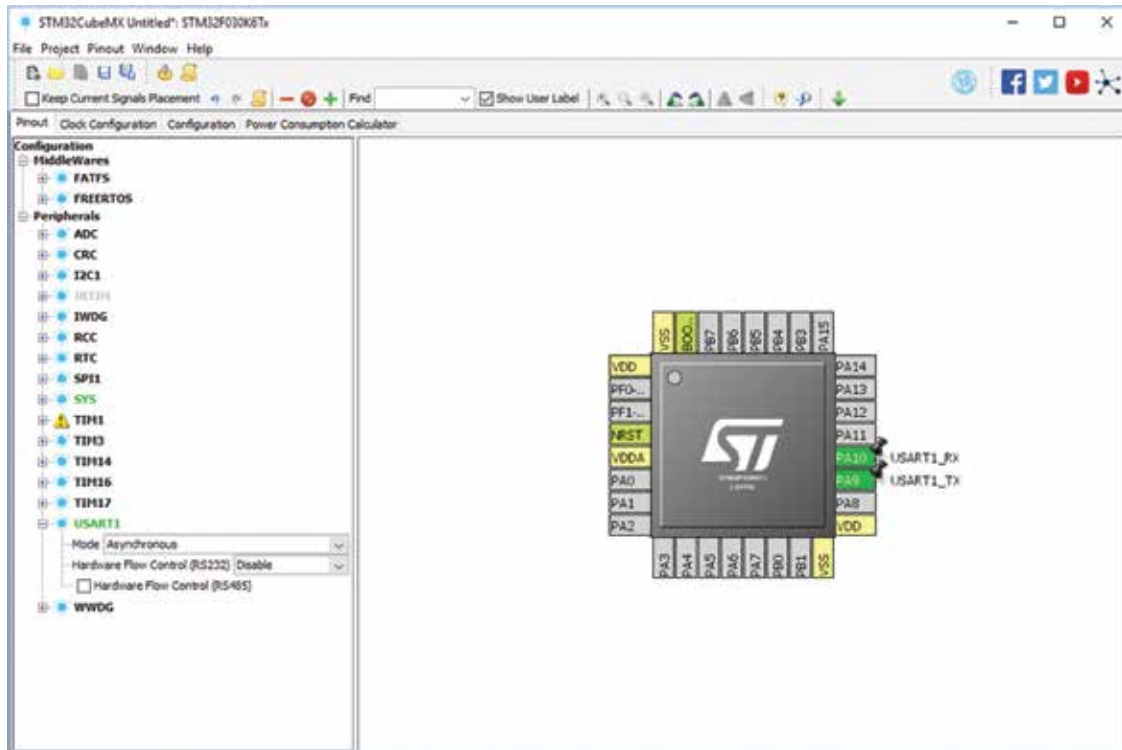 STM32CubeMX Untitled*: STM32F030K6Tx
File Project Pinout Window Help
Keep Current Signals Placement Find Show User Label
Pinout Clock Configuration Configuration Power Consumption Calculator
Configuration
MiddleWares
FATFS
FREERTOS
Peripherals
ADC
CRC
I2C1
IWDG
RCC
RTC
SPI1
SYS
TIM1
TIM3
TIM14
TIM16
TIM17
USART1
Mode Asynchronous
Hardware Flow Control (RS232) Disable
Hardware Flow Control (RS485)
WWDG
VSS BOO... PB7 PB6 PB5 PB4 PB3 PA15
VDD PA14
PF0-... PA13
PF1-... PA12
NRST PA11
VDDA PA10 USART1_RX
PA0 PA9 USART1_TX
PA1 PA8
PA2 VDD
PA3 PA4 PA5 PA6 PA7 PB0 PB1 VSS